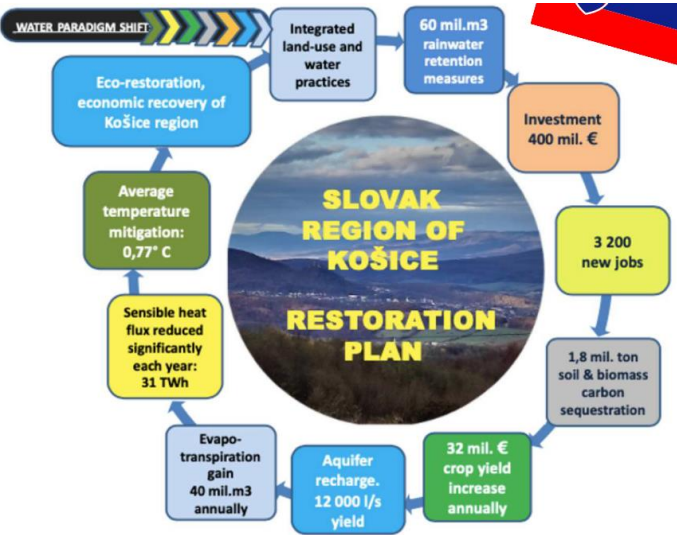 WATER PARADIGM SHIFT
Integrated
land-use and
water
practices
60 mil.m3
rainwater
retention
measures
Investment
400 mil. €
3 200
new jobs
1,8 mil. ton
soil & biomass
carbon
sequestration
32 mil. €
crop yield
increase
annually
Aquifer
recharge.
12 000 l/s
yield
Evapo-
transpiration
gain
40 mil.m3
annually
Sensible heat
flux reduced
significantly
each year:
31 TWh
Average
temperature
mitigation:
0,77° C
Eco-restoration,
economic recovery of
Košice region
SLOVAK
REGION OF
KOŠICE
RESTORATION
PLAN